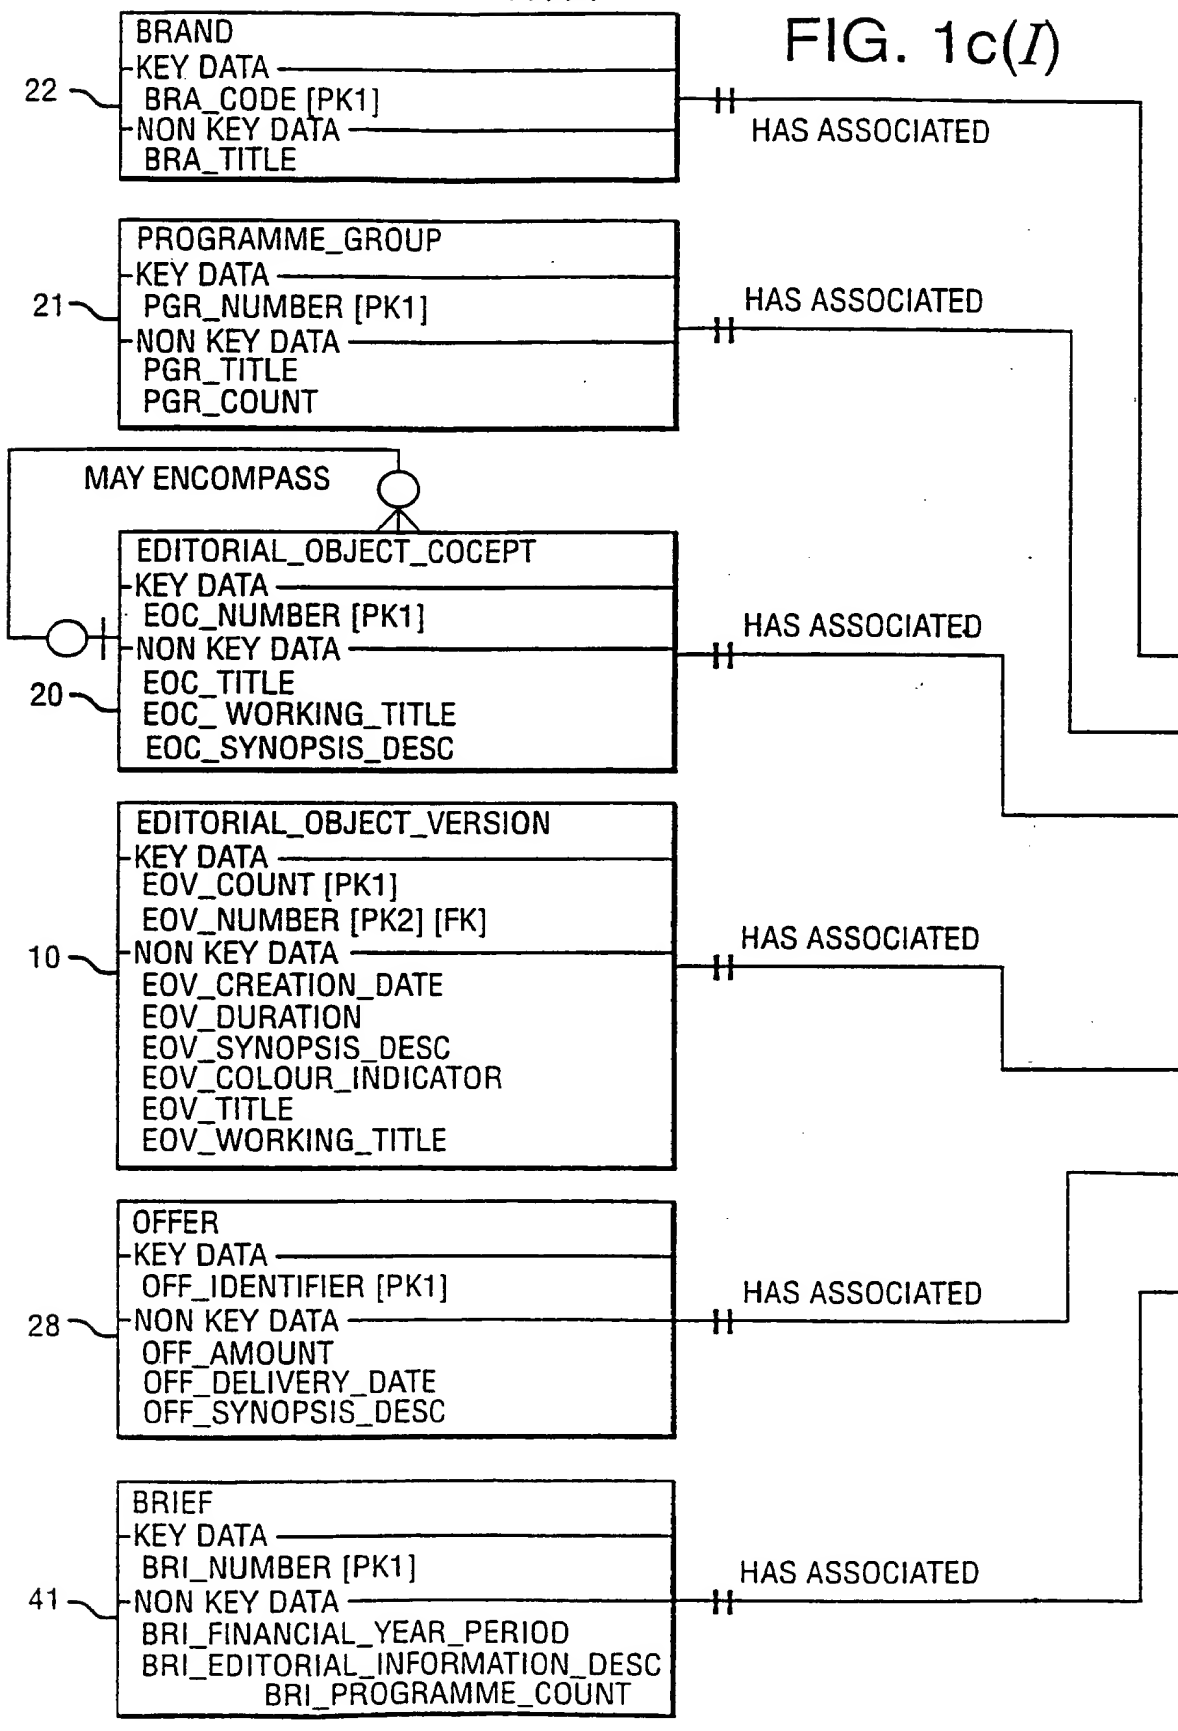 FIG. 1c(I)
BRAND
KEY DATA
22
BRA_CODE [PK1]
NON KEY DATA
BRA_TITLE
HAS ASSOCIATED
PROGRAMME_GROUP
KEY DATA
21
PGR_NUMBER [PK1]
NON KEY DATA
PGR_TITLE
PGR_COUNT
HAS ASSOCIATED
MAY ENCOMPASS
EDITORIAL_OBJECT_COCEPT
KEY DATA
EOC_NUMBER [PK1]
NON KEY DATA
20
EOC_TITLE
EOC_ WORKING_TITLE
EOC_SYNOPSIS_DESC
HAS ASSOCIATED
EDITORIAL_OBJECT_VERSION
KEY DATA
EOV_COUNT [PK1]
EOV_NUMBER [PK2] [FK]
10
NON KEY DATA
EOV_CREATION_DATE
EOV_DURATION
EOV_SYNOPSIS_DESC
EOV_COLOUR_INDICATOR
EOV_TITLE
EOV_WORKING_TITLE
HAS ASSOCIATED
OFFER
KEY DATA
OFF_IDENTIFIER [PK1]
28
NON KEY DATA
OFF_AMOUNT
OFF_DELIVERY_DATE
OFF_SYNOPSIS_DESC
HAS ASSOCIATED
BRIEF
KEY DATA
BRI_NUMBER [PK1]
41
NON KEY DATA
BRI_FINANCIAL_YEAR_PERIOD
BRI_EDITORIAL_INFORMATION_DESC
BRI_PROGRAMME_COUNT
HAS ASSOCIATED